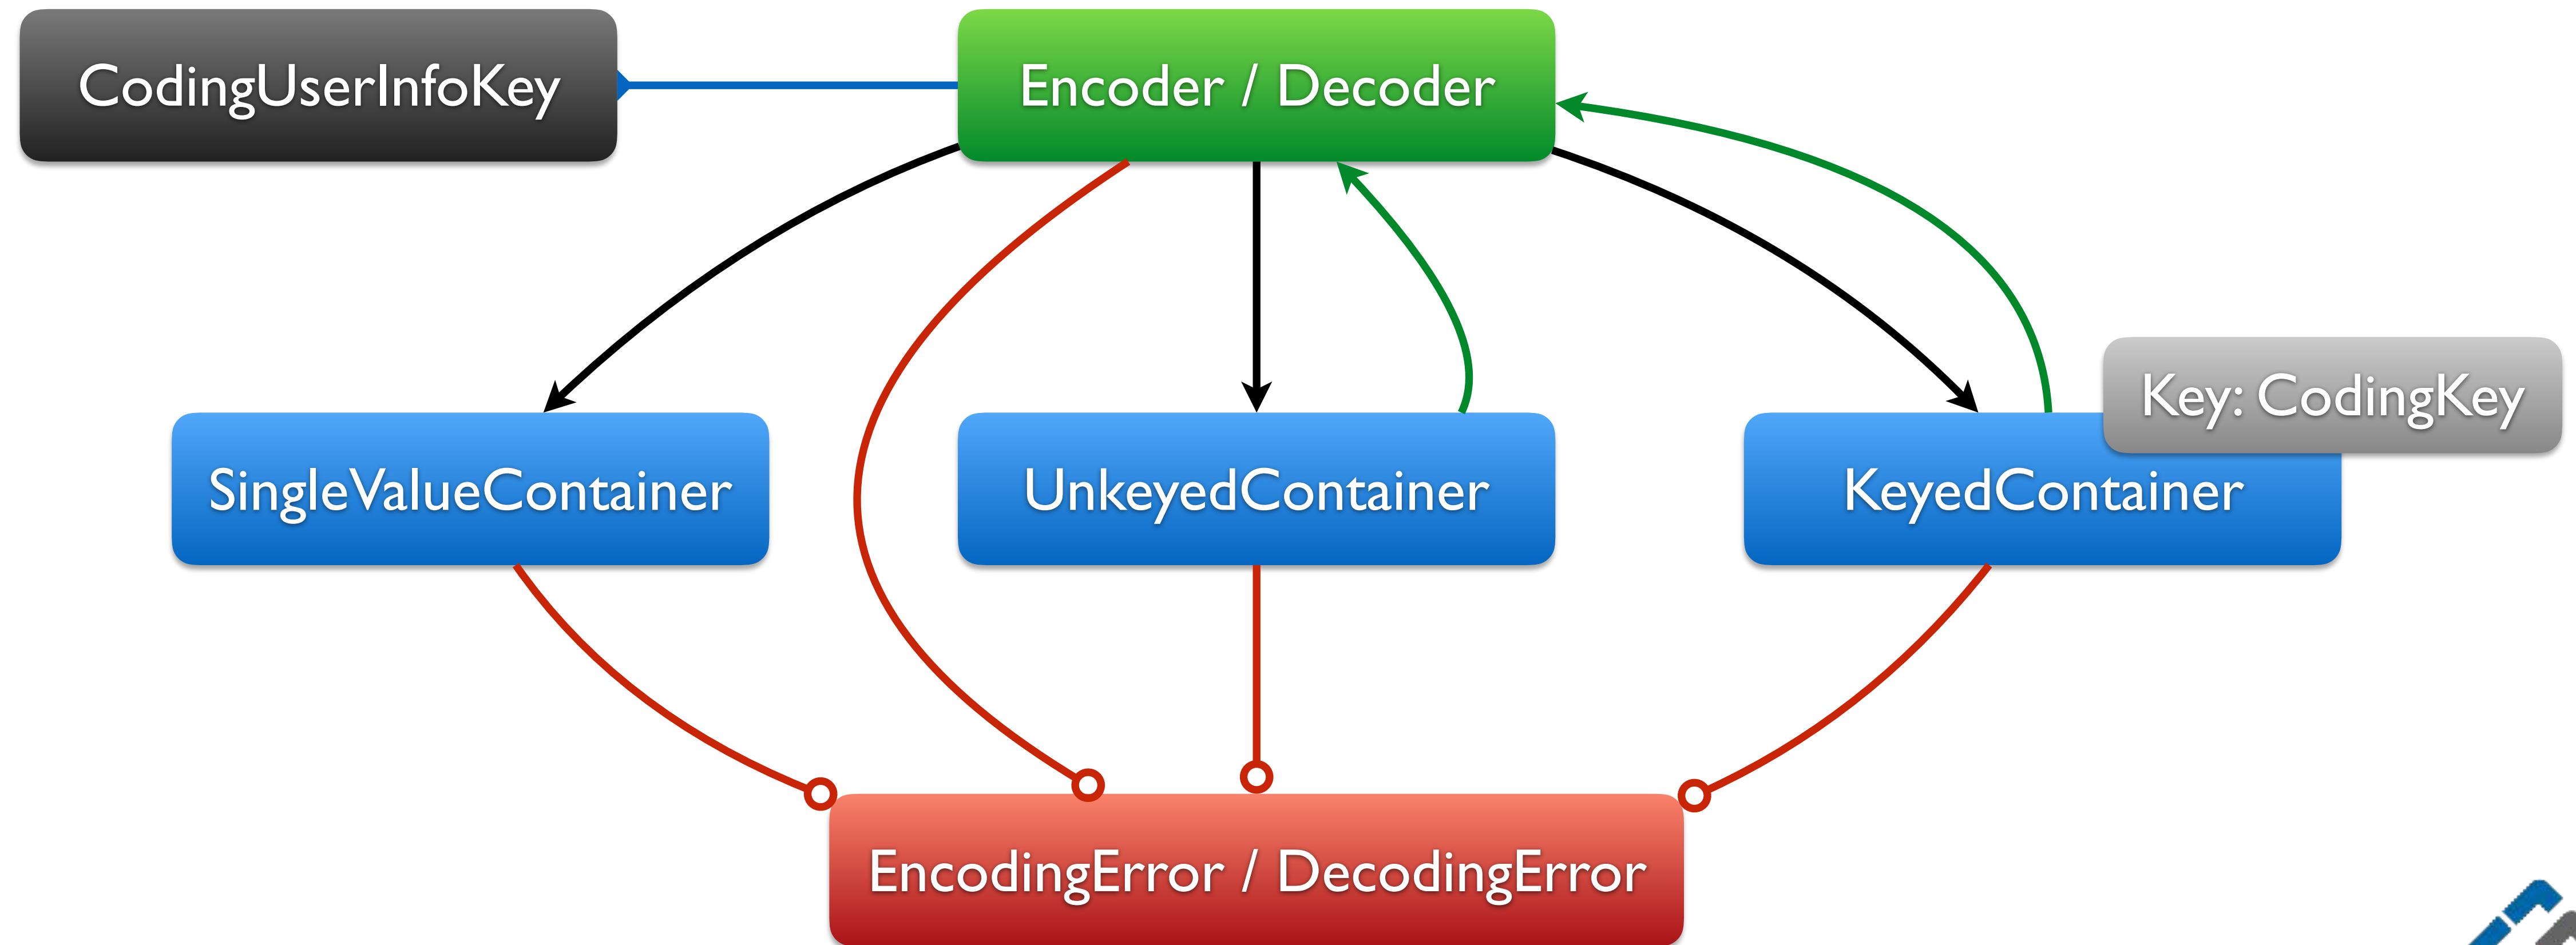 CodingUserInfoKey
Encoder / Decoder
Key: CodingKey
SingleValueContainer
UnkeyedContainer
KeyedContainer
EncodingError / DecodingError